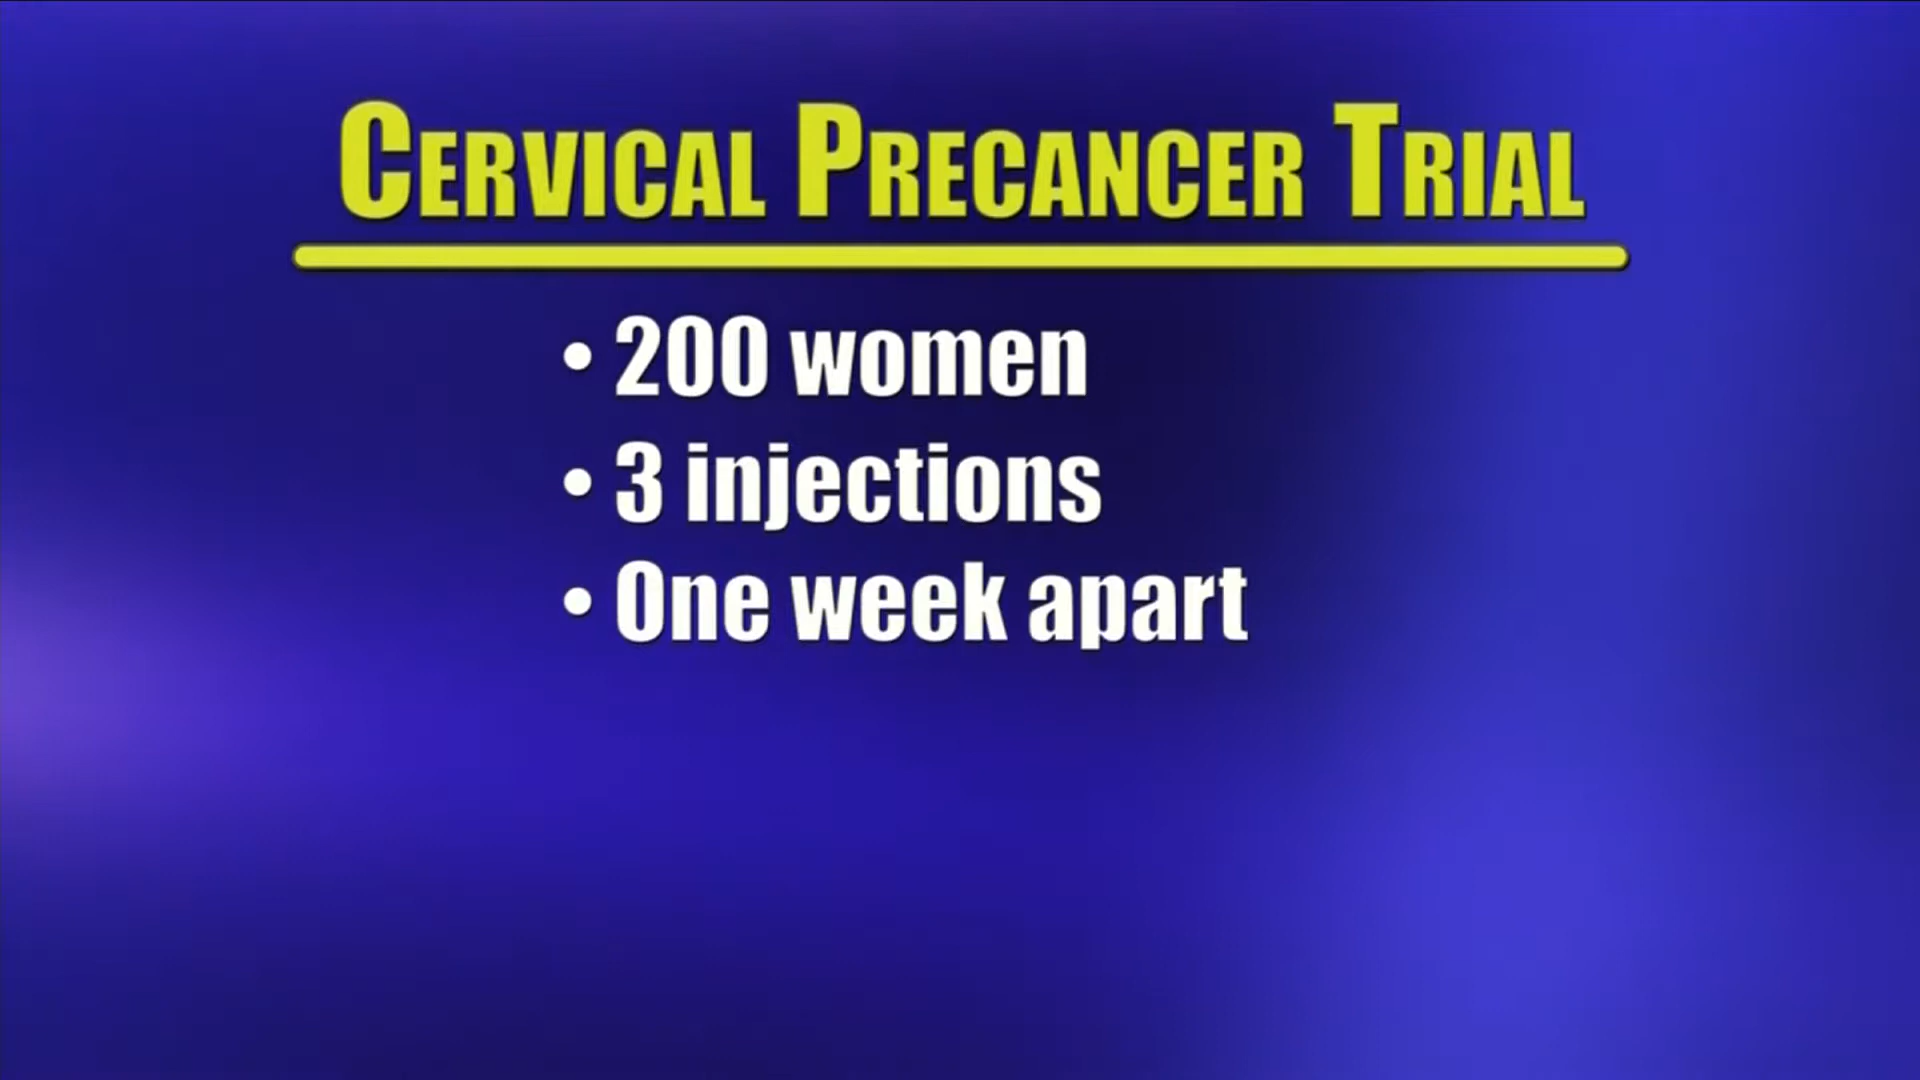 CERVICAL PRECANCER TRIAL
• 200 women
• 3 injections
• One week apart